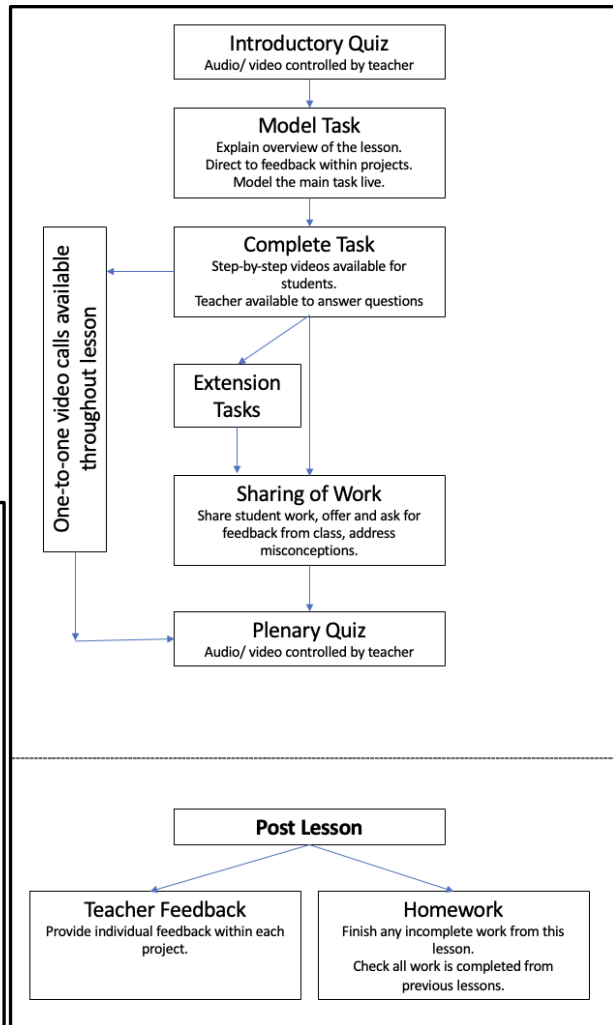 Introductory Quiz
Audio/ video controlled by teacher
Model Task
Explain overview of the lesson.
Direct to feedback within projects.
Model the main task live.
Complete Task
Step-by-step videos available for
students.
Teacher available to answer questions
One-to-one video calls available
throughout lesson
Extension
Tasks
Sharing of Work
Share student work, offer and ask for
feedback from class, address
misconceptions.
Plenary Quiz
Audio/ video controlled by teacher
Post Lesson
Teacher Feedback
Provide individual feedback within each
project.
Homework
Finish any incomplete work from this
lesson.
Check all work is completed from
previous lessons.